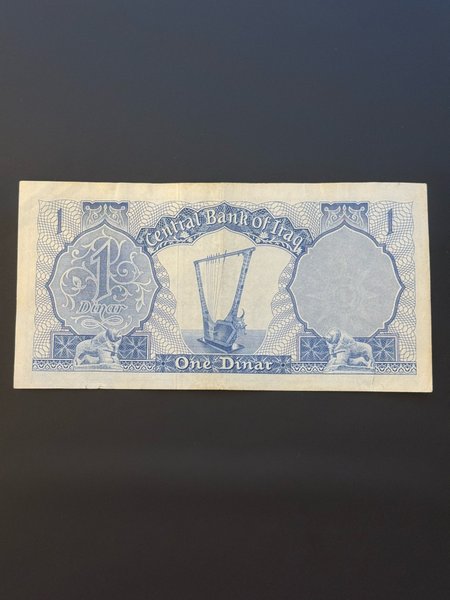 1
1
Central Bank of Iraq
1
Dinar
One Dinar